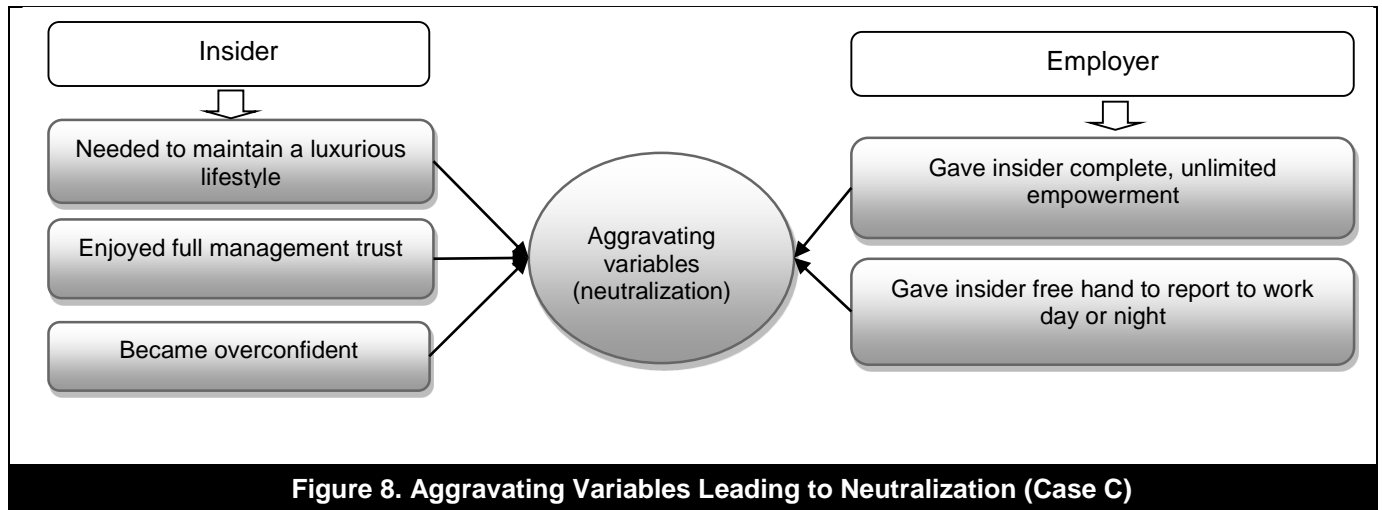 Insider
Needed to maintain a luxurious
lifestyle
Enjoyed full management trust
Became overconfident
Aggravating
variables
(neutralization)
Employer
Gave insider complete, unlimited
empowerment
Gave insider free hand to report to work
day or night
Figure 8. Aggravating Variables Leading to Neutralization (Case C)